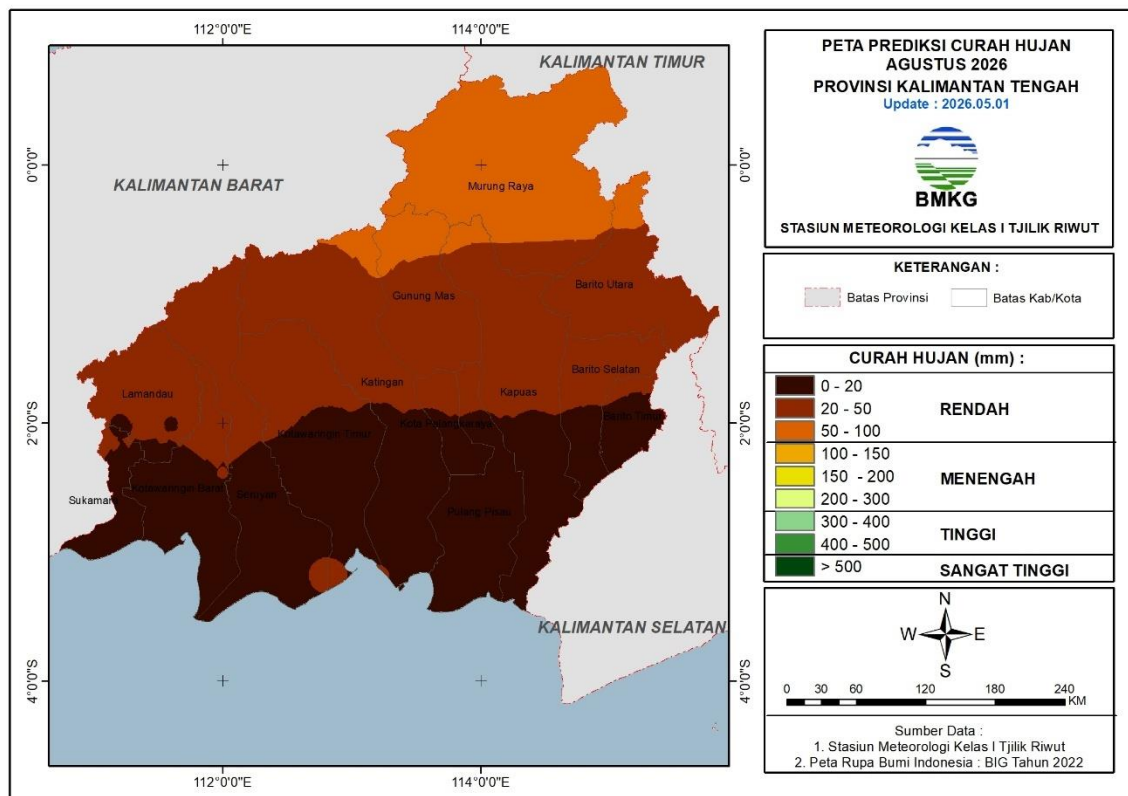 112°0'0"E
114°0'0"E
KALIMANTAN TIMUR
KALIMANTAN BARAT
0°0'0"
0°0'0"
Murung Raya
Barito Utara
Gunung Mas
Barito Selatan
Katingan
Kapuas
Lamandau
2°0'0"S
2°0'0"S
Barito Timur
Kota Palangkaraya
Kotawaringin Timur
Kotawaringin Barat
Sukamara
Seruyan
Pulang Pisau
KALIMANTAN SELATAN
4°0'0"S
4°0'0"S
112°0'0"E
114°0'0"E
PETA PREDIKSI CURAH HUJAN
AGUSTUS 2026
PROVINSI KALIMANTAN TENGAH
Update : 2026.05.01
BMKG
STASIUN METEOROLOGI KELAS I TJILIK RIWUT
KETERANGAN :
Batas Provinsi
Batas Kab/Kota
CURAH HUJAN (mm) :
0 - 20
20 - 50
RENDAH
50 - 100
100 - 150
150 - 200
MENENGAH
200 - 300
300 - 400
TINGGI
400 - 500
> 500
SANGAT TINGGI
N
W
E
S
0 30 60 120 180 240
KM
Sumber Data :
1. Stasiun Meteorologi Kelas I Tjilik Riwut
2. Peta Rupa Bumi Indonesia : BIG Tahun 2022